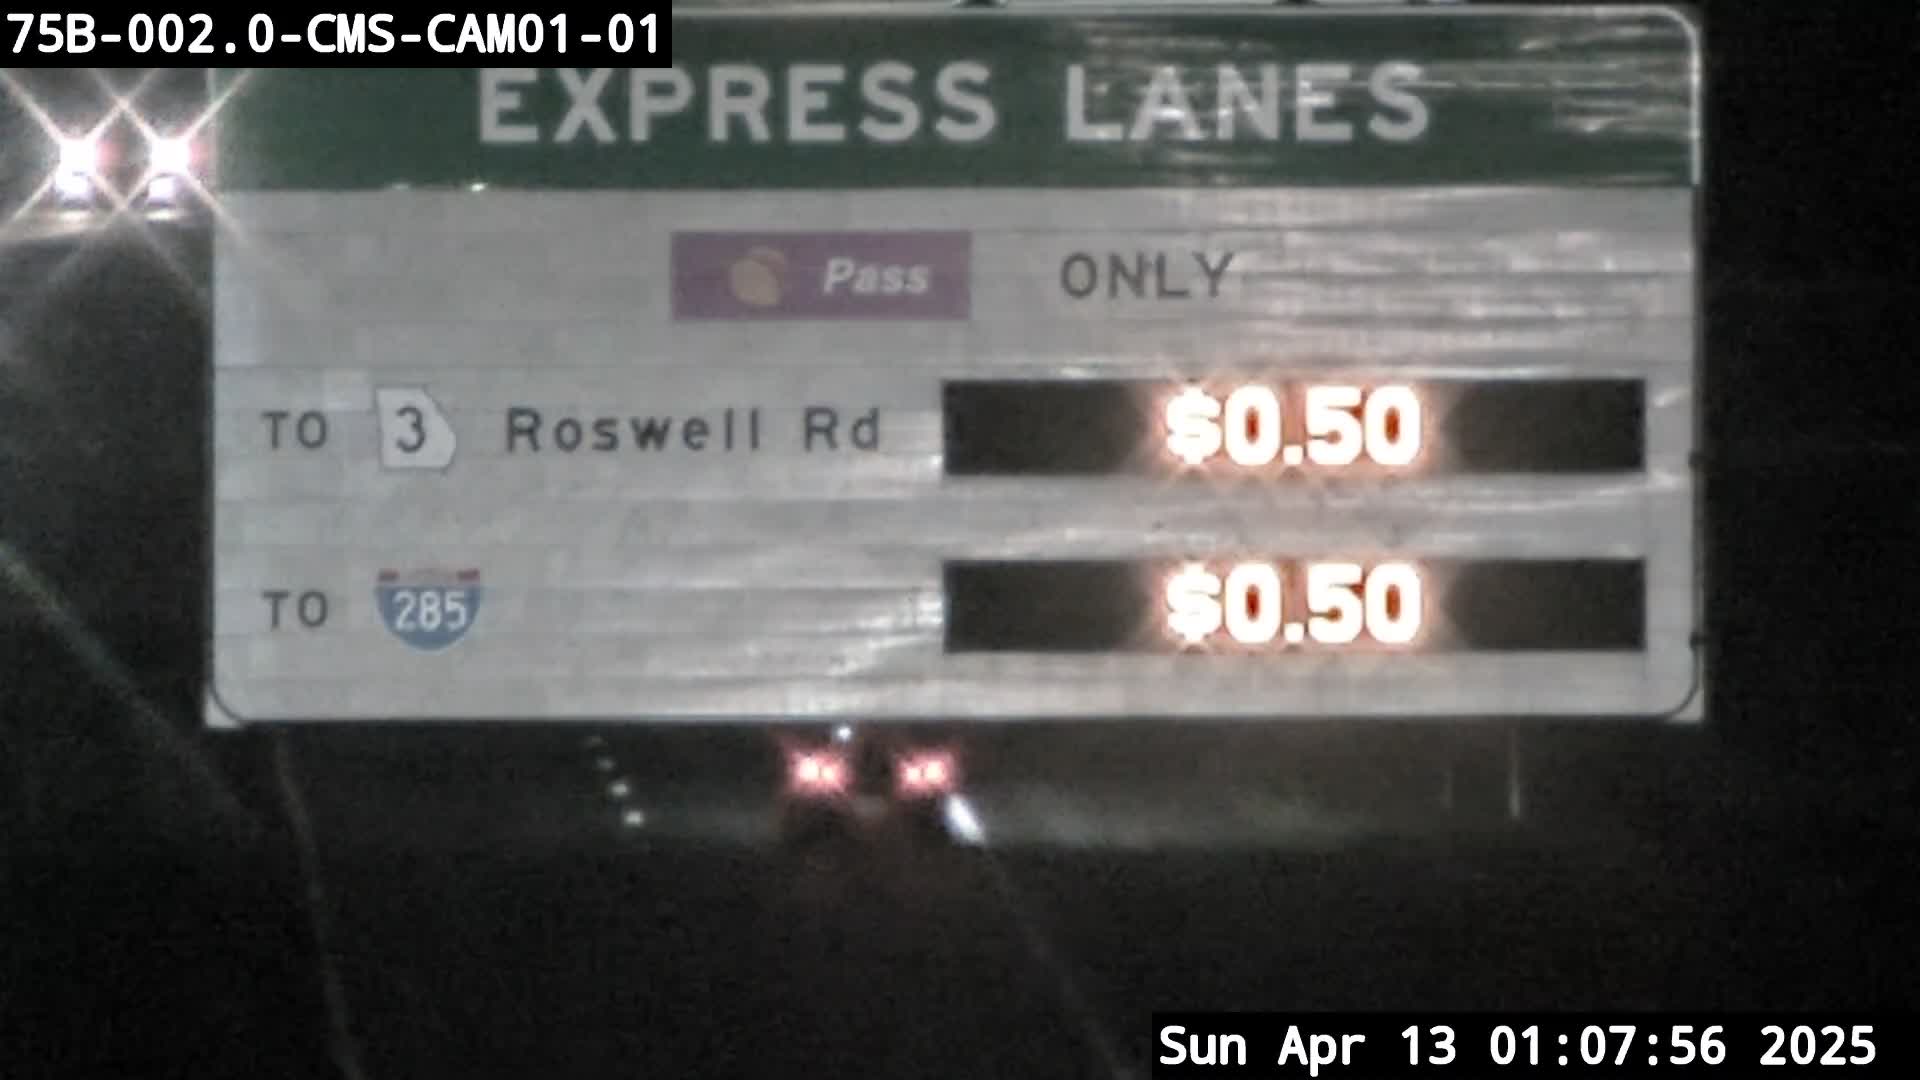 75B-002.0-CMS-CAM01-01
EXPRESS LANES
Pass ONLY
TO 3 Roswell Rd $0.50
TO 285 $0.50
Sun Apr 13 01:07:56 2025